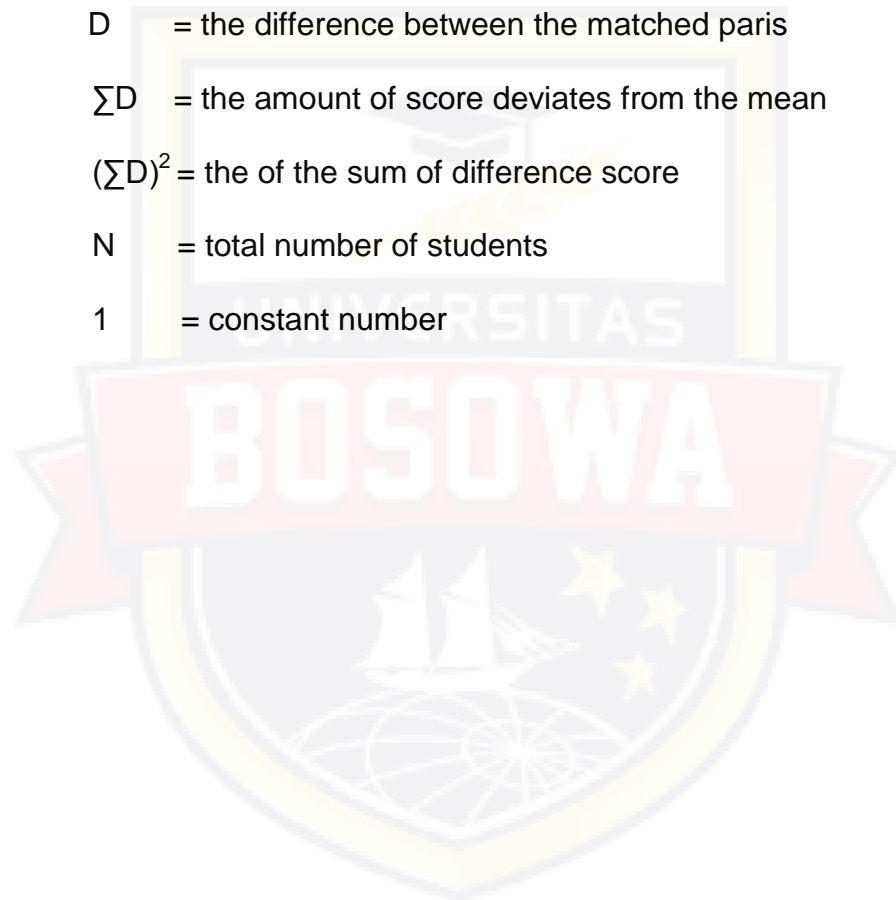 D = the difference between the matched paris
∑D = the amount of score deviates from the mean
(∑D)² = the of the sum of difference score
N = total number of students
1 = constant number
UNIVERSITAS
BOSOWA